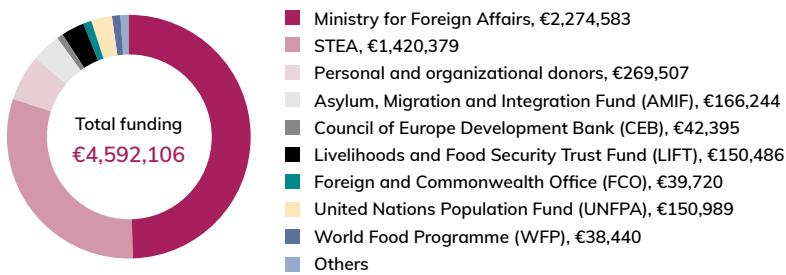 Total funding
€4,592,106
Ministry for Foreign Affairs, €2,274,583
STEA, €1,420,379
Personal and organizational donors, €269,507
Asylum, Migration and Integration Fund (AMIF), €166,244
Council of Europe Development Bank (CEB), €42,395
Livelihoods and Food Security Trust Fund (LIFT), €150,486
Foreign and Commonwealth Office (FCO), €39,720
United Nations Population Fund (UNFPA), €150,989
World Food Programme (WFP), €38,440
Others